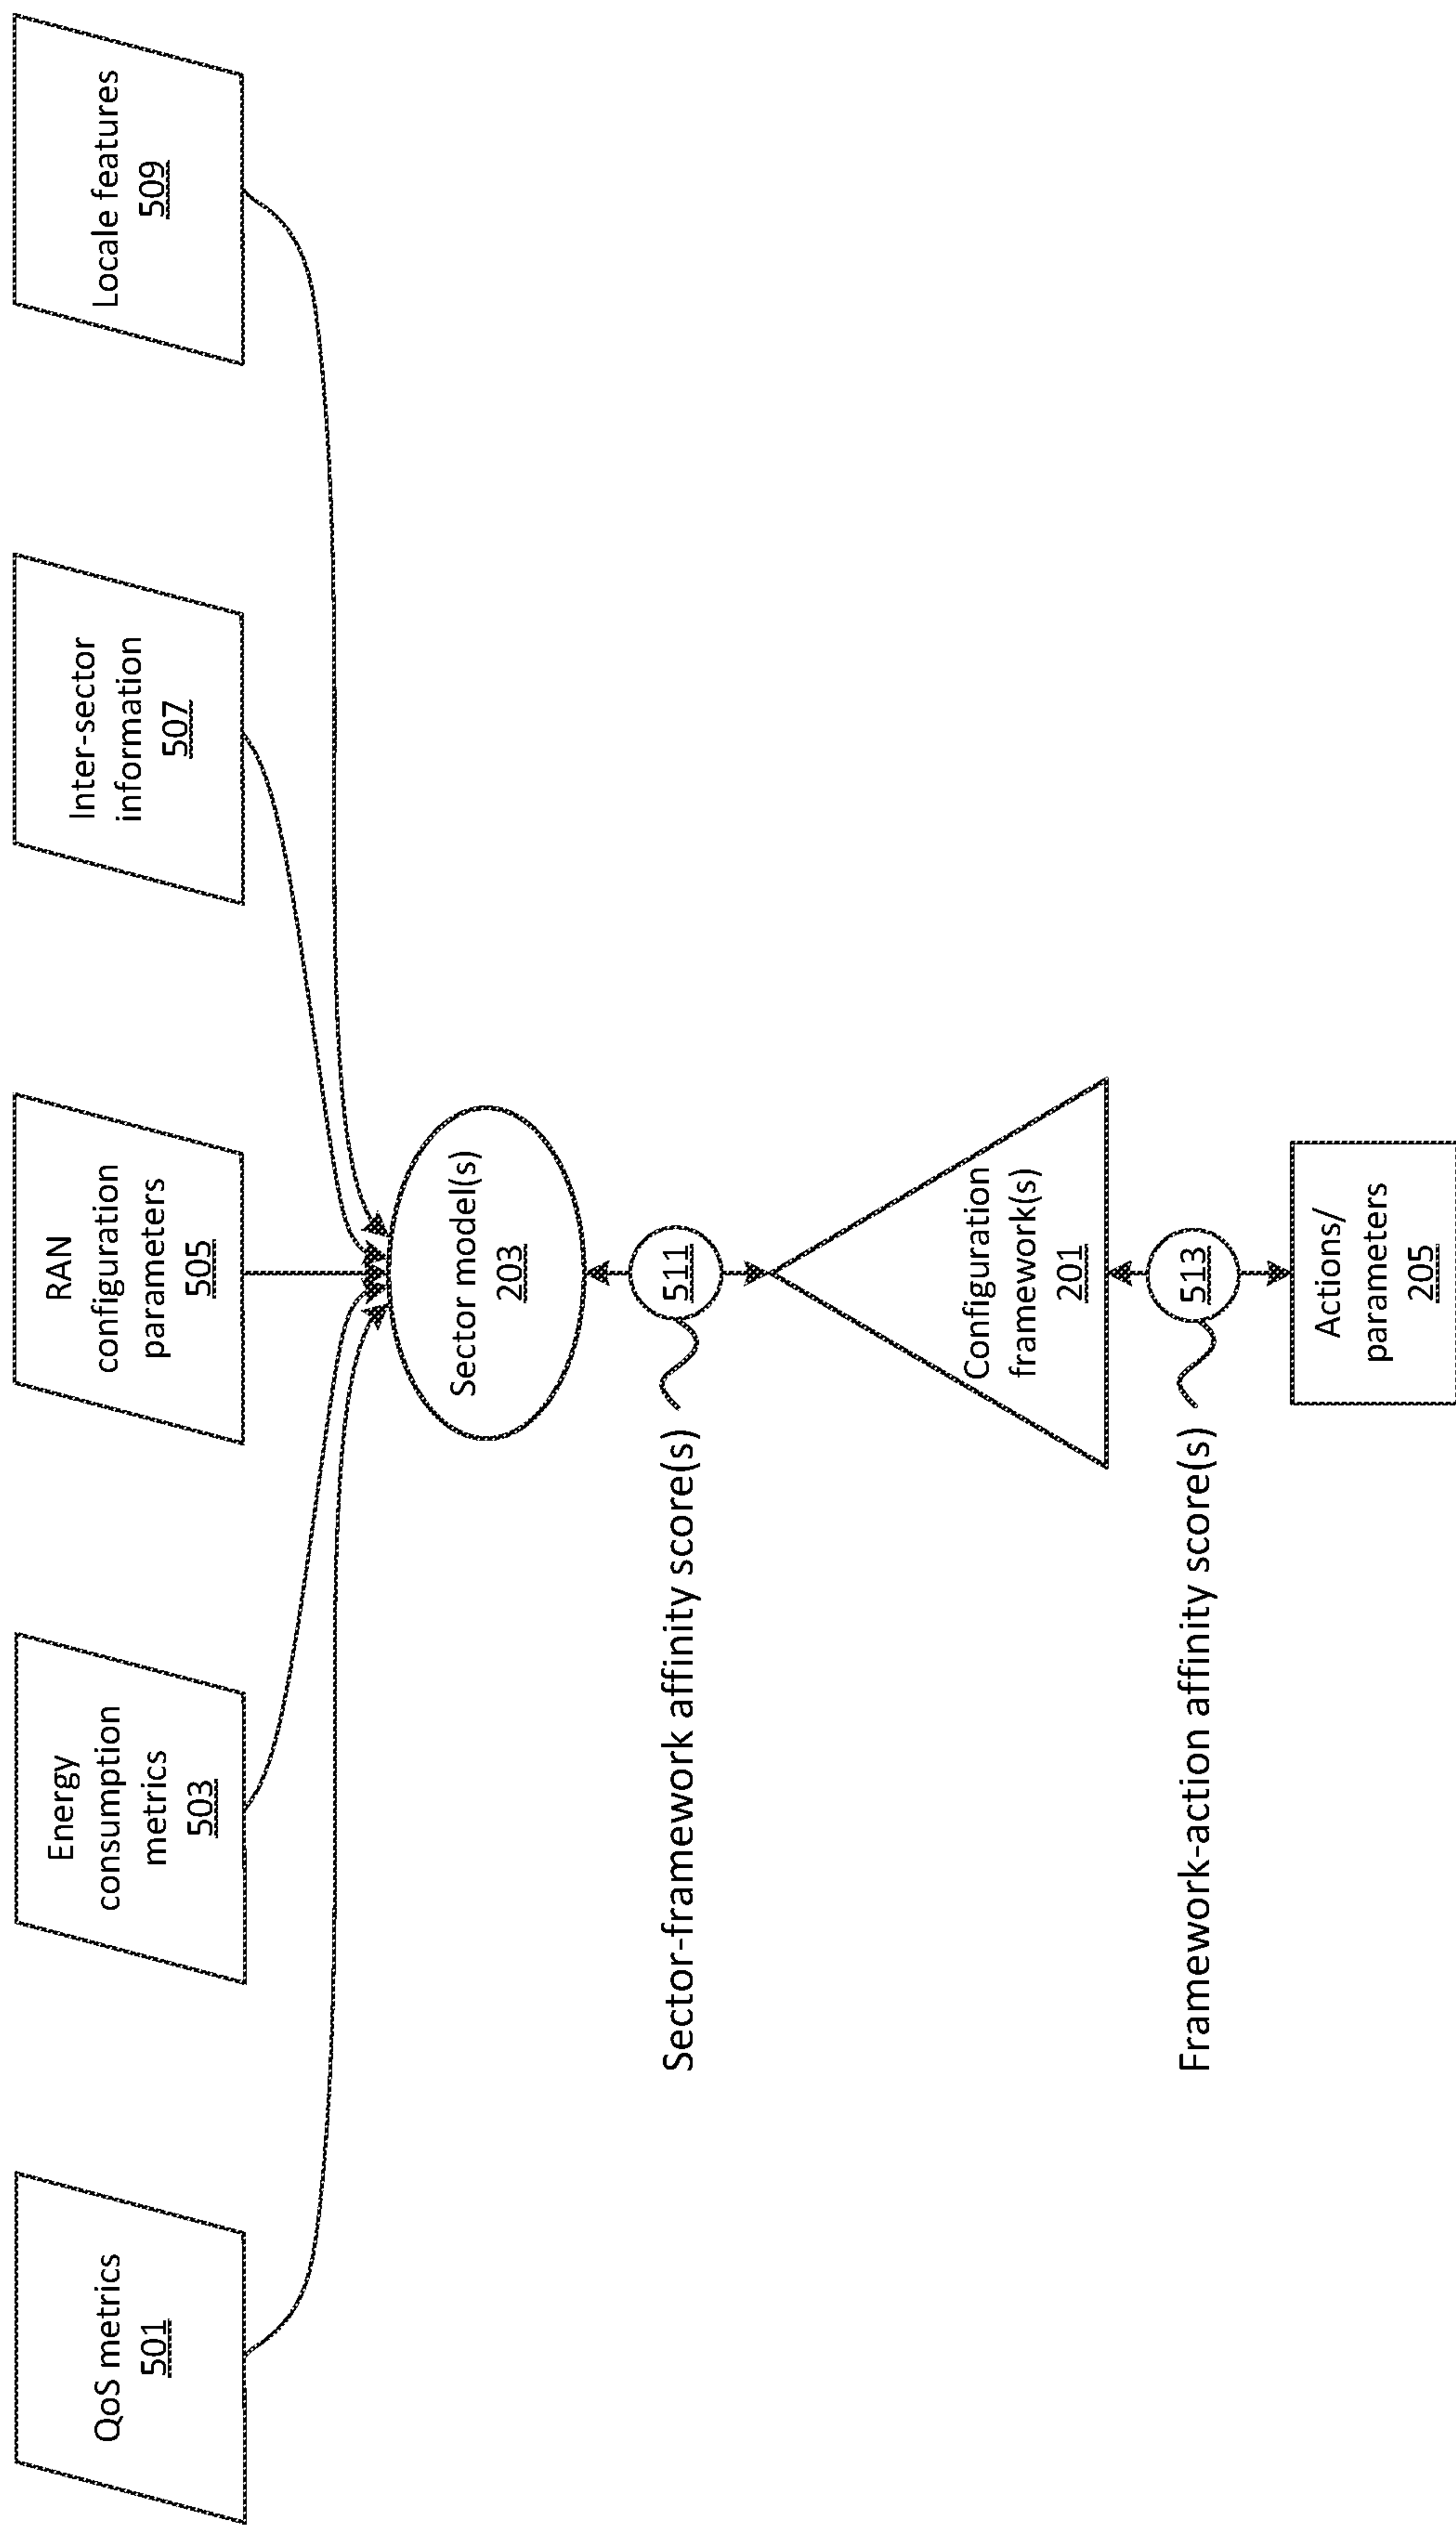 QoS metrics
501
Energy
consumption
metrics
503
RAN
configuration
parameters
505
Inter-sector
information
507
Locale features
509
Sector model(s)
203
Sector-framework affinity score(s)
511
Configuration
framework(s)
201
Framework-action affinity score(s)
513
Actions/
parameters
205